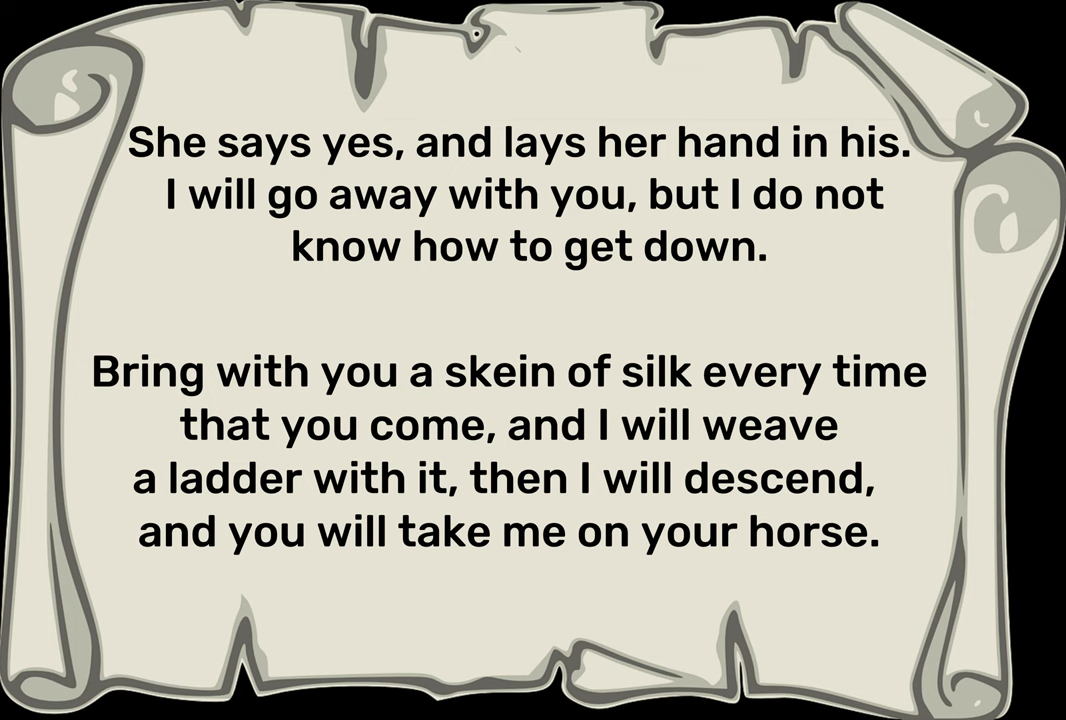 She says yes, and lays her hand in his.
I will go away with you, but I do not
know how to get down.
Bring with you a skein of silk every time
that you come, and I will weave
a ladder with it, then I will descend,
and you will take me on your horse.